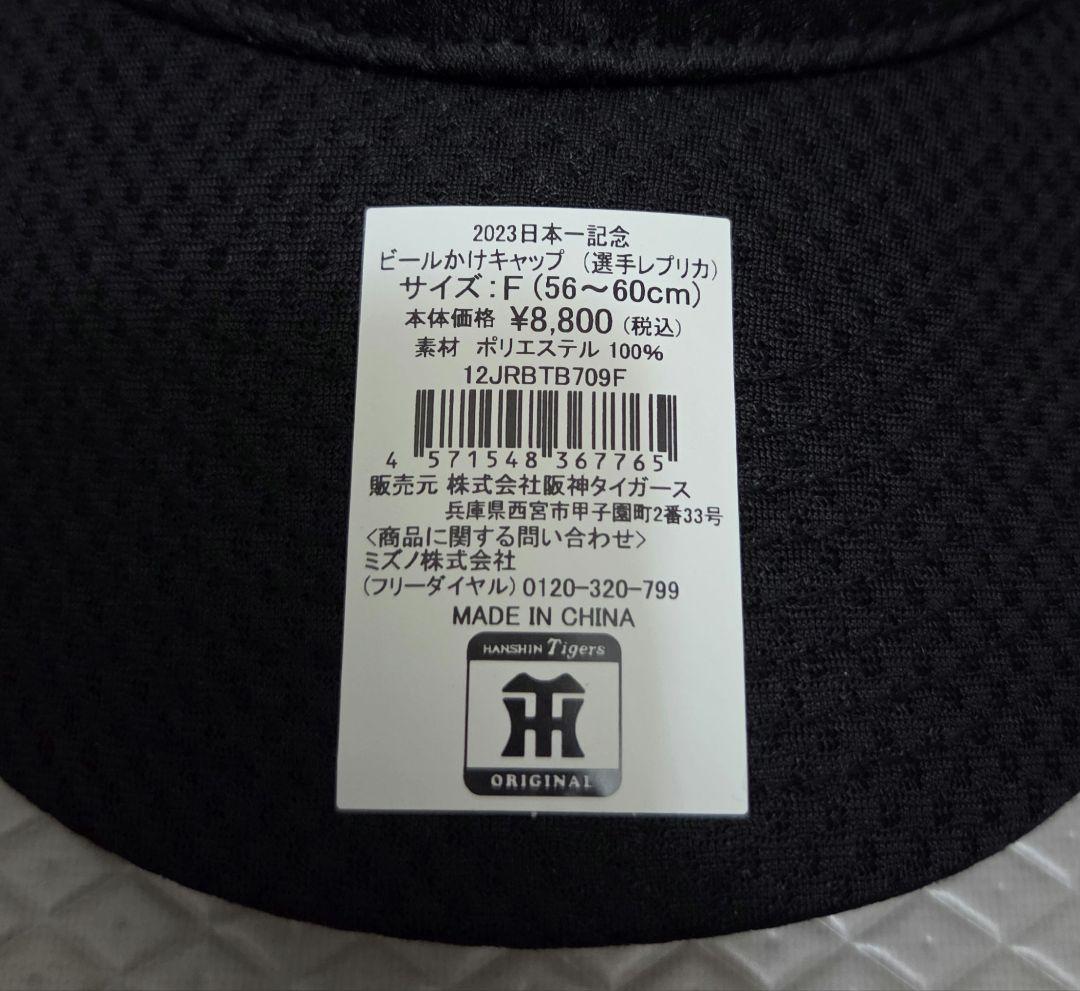 2023日本一記念
ビールかけキャップ （選手レプリカ）
サイズ：F（56〜60cm）
本体価格 ¥8,800（税込）
素材 ポリエステル 100%
12JRBTB709F
4 571548 367765
販売元 株式会社阪神タイガース
兵庫県西宮市甲子園町2番33号
<商品に関する問い合わせ>
ミズノ株式会社
(フリーダイヤル)0120-320-799
MADE IN CHINA
HANSHIN Tigers
TH
ORIGINAL